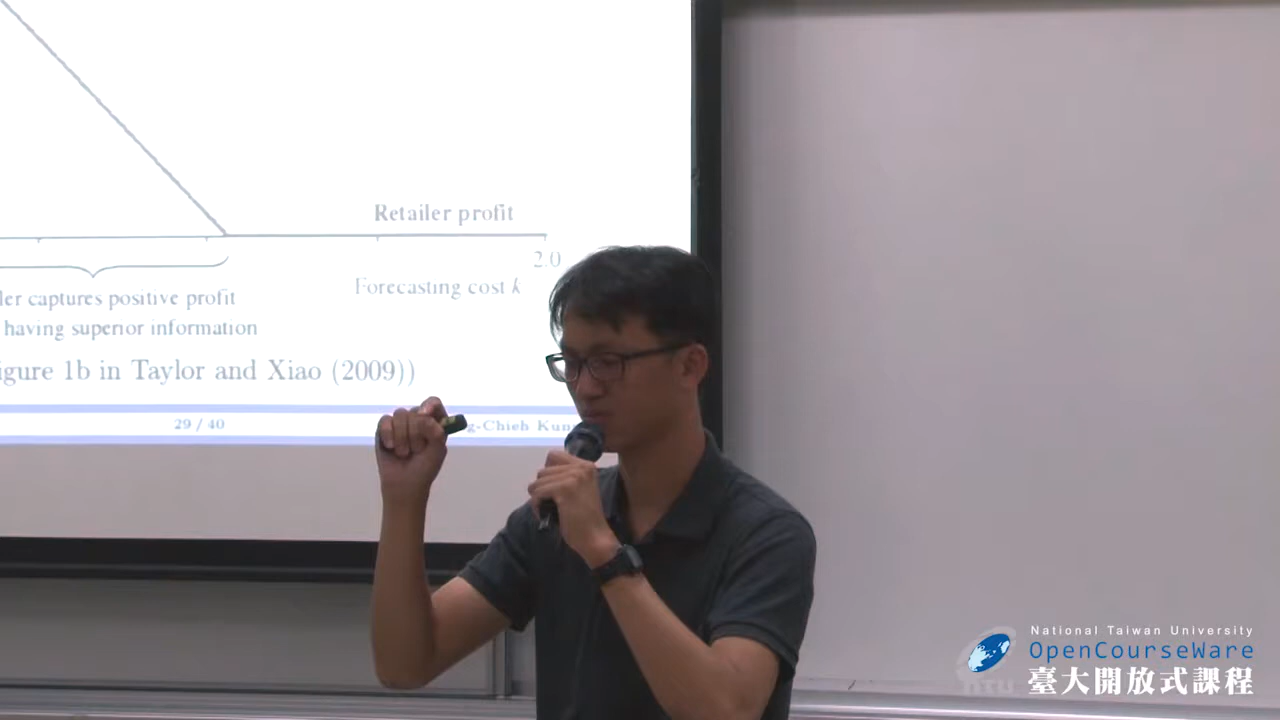 Retailer profit
2.0
ler captures positive profit
Forecasting cost k
having superior information
igure 1b in Taylor and Xiao (2009))
29 / 40
g-Chieh Kun
National Taiwan University
OpenCourseWare
臺大開放式課程
NTU